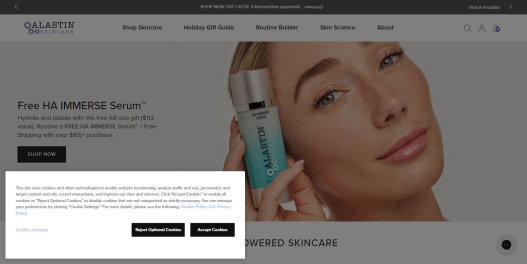 SHOP NOW PAY LATER: 4 interest free payments.
Find A Provider
ALASTIN
SKINCARE
Shop Skincare
Holiday Gift Guide
Routine Builder
Skin Science
About
Free HA IMMERSE Serum™
Hydrate and sedate with this free full-size gift ($113
value). Receive a FREE HA IMMERSE Serum™ + Free
Shipping with your $165+ purchase.
SHOP NOW
ALASTIN
SKINCARE
This site uses cookies and other technologies to enable website functionality, analyze traffic and use, personalize and
target content and ads, record interactions, and improve our sites and services. Click "Accept Cookies" to enable all
cookies or "Reject Optional Cookies" to disable cookies that are not categorized as strictly necessary. You can manage
your preferences by clicking "Cookie Settings". For more details, please see the following: Cookie Policy U.S. Privacy
Policy
Cookies Settings
Reject Optional Cookies
Accept Cookies
OWERED SKINCARE